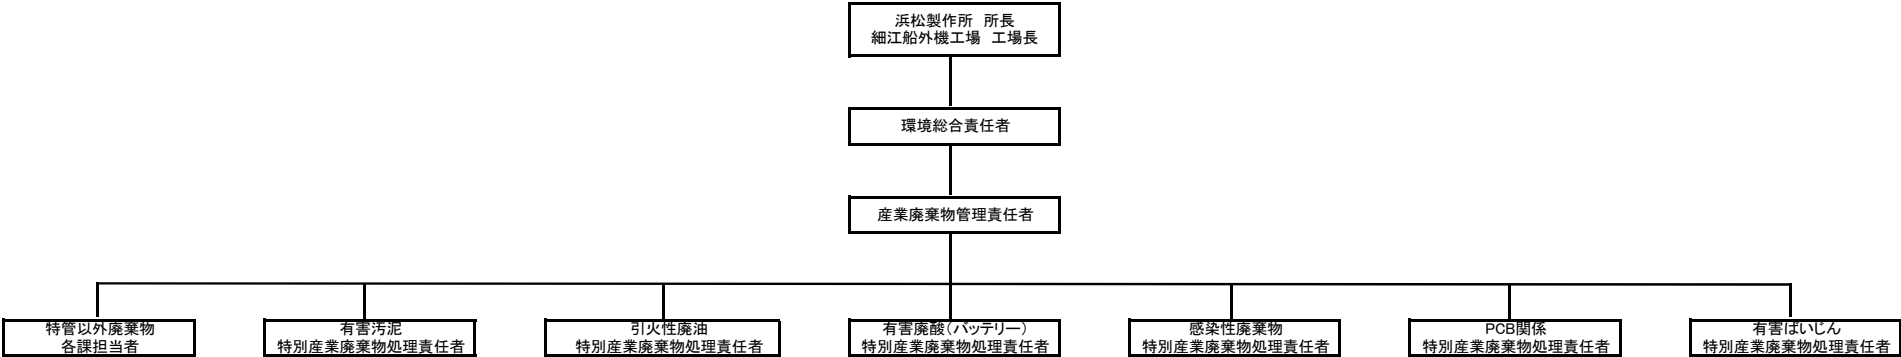 浜松製作所　所長
細江船外機工場　工場長
環境総合責任者
産業廃棄物管理責任者
特管以外廃棄物
各課担当者
有害汚泥
特別産業廃棄物処理責任者
引火性廃油
特別産業廃棄物処理責任者
有害廃酸（バッテリー）
特別産業廃棄物処理責任者
感染性廃棄物
特別産業廃棄物処理責任者
PCB関係
特別産業廃棄物処理責任者
有害ばいじん
特別産業廃棄物処理責任者